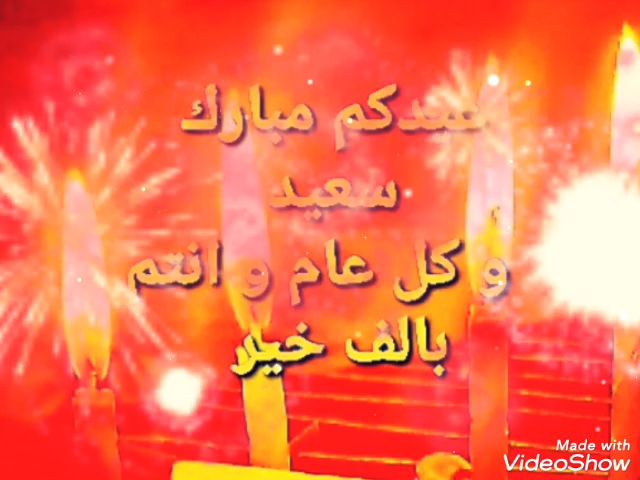 عيدكم مبارك
سعيد
و كل عام و انتم
بالف خير
Made with
VideoShow